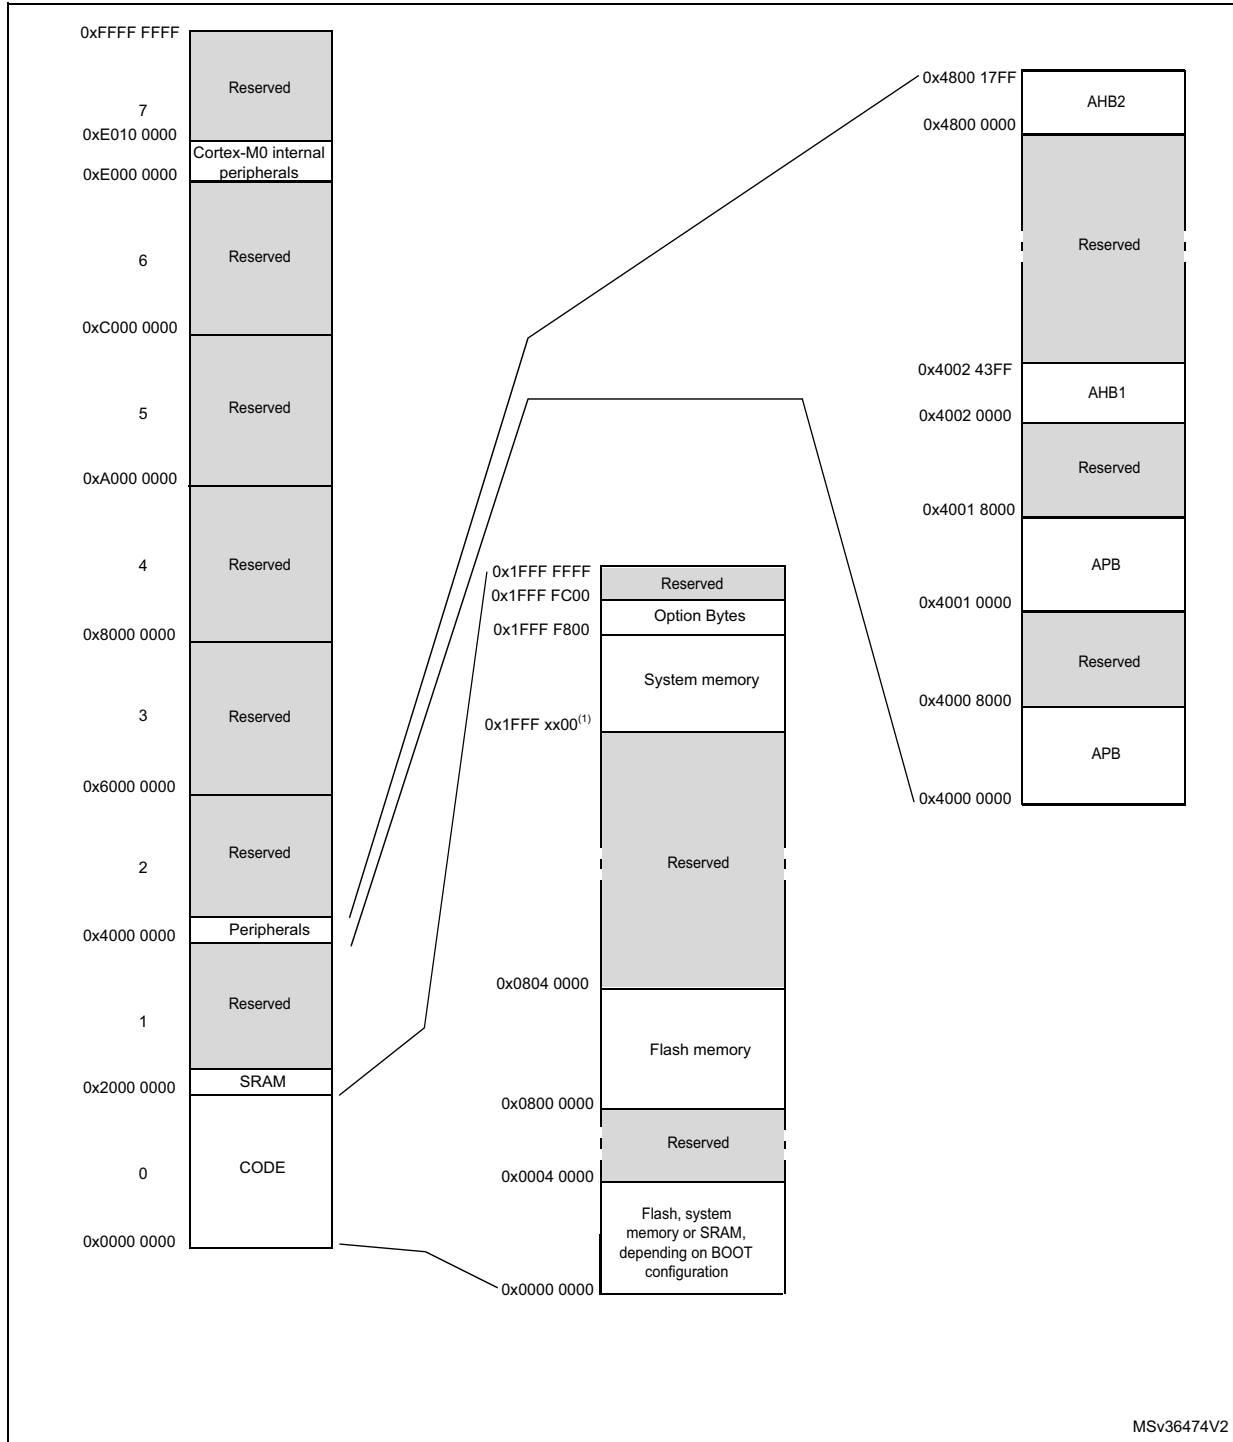 0xFFFF FFFF
Reserved
7
0xE010 0000
Cortex-M0 internal
peripherals
0xE000 0000
Reserved
6
0xC000 0000
Reserved
5
0xA000 0000
Reserved
4
0x8000 0000
Reserved
3
0x6000 0000
Reserved
2
Peripherals
0x4000 0000
Reserved
1
SRAM
0x2000 0000
CODE
0
0x0000 0000
0x1FFF FFFF
Reserved
0x1FFF FC00
Option Bytes
0x1FFF F800
System memory
0x1FFF xx00(1)
Reserved
0x0804 0000
Flash memory
0x0800 0000
Reserved
0x0004 0000
Flash, system
memory or SRAM,
depending on BOOT
configuration
0x0000 0000
0x4800 17FF
AHB2
0x4800 0000
Reserved
0x4002 43FF
AHB1
0x4002 0000
Reserved
0x4001 8000
APB
0x4001 0000
Reserved
0x4000 8000
APB
0x4000 0000
MSv36474V2